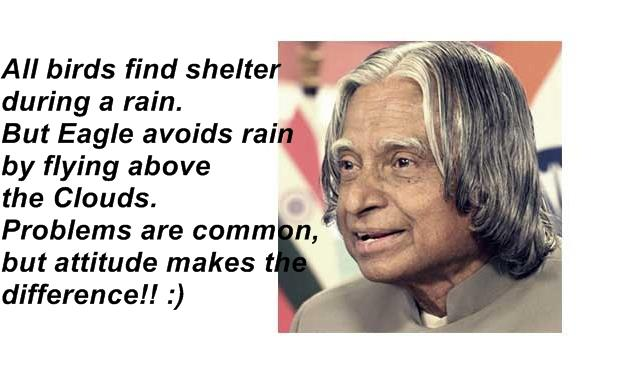 All birds find shelter
during a rain.
But Eagle avoids rain
by flying above
the Clouds.
Problems are common,
but attitude makes the
difference!! :)